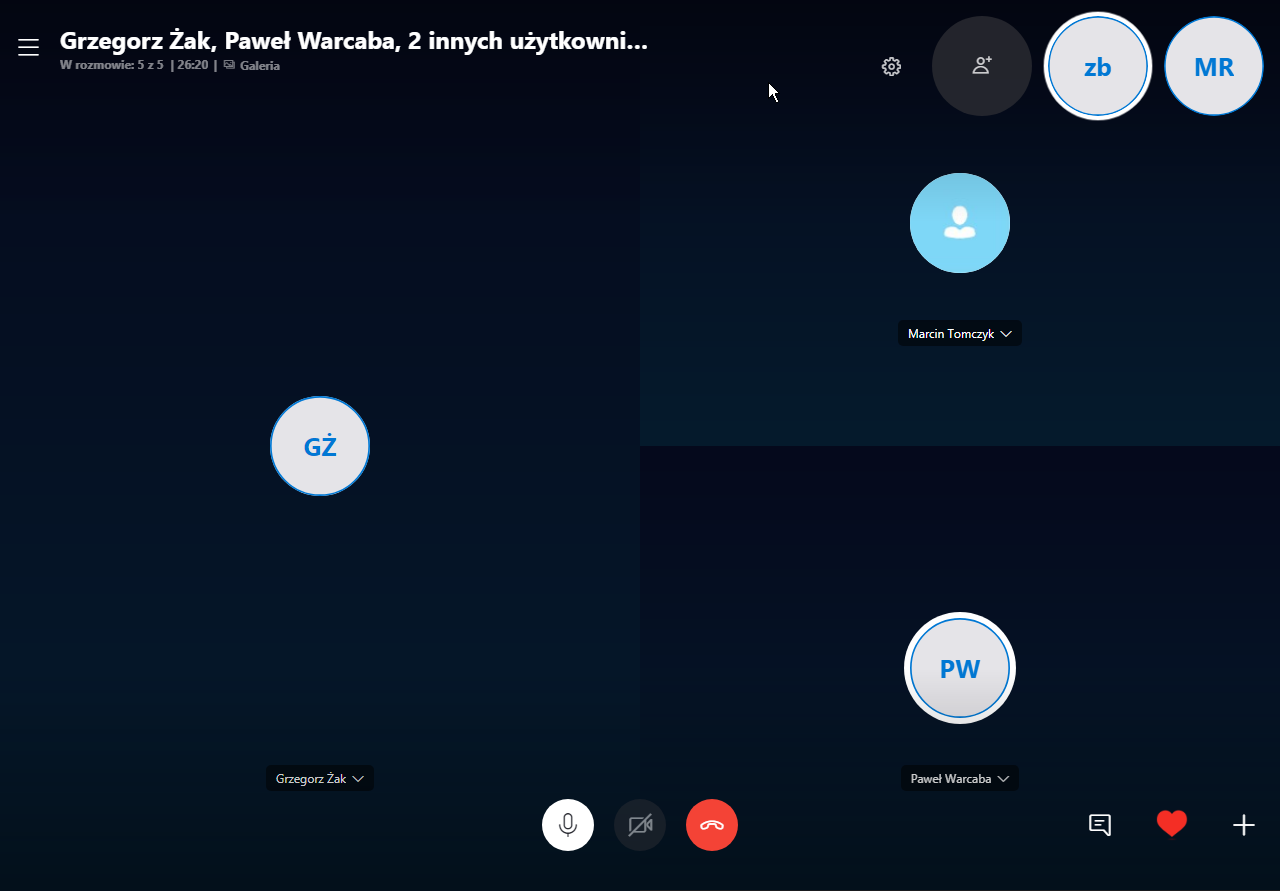 Grzegorz Żak, Paweł Warcaba, 2 innych użytkowni...
W rozmowie: 5 z 5 | 26:20 | Galeria
zb
MR
Marcin Tomczyk
GŻ
PW
Grzegorz Żak
Paweł Warcaba